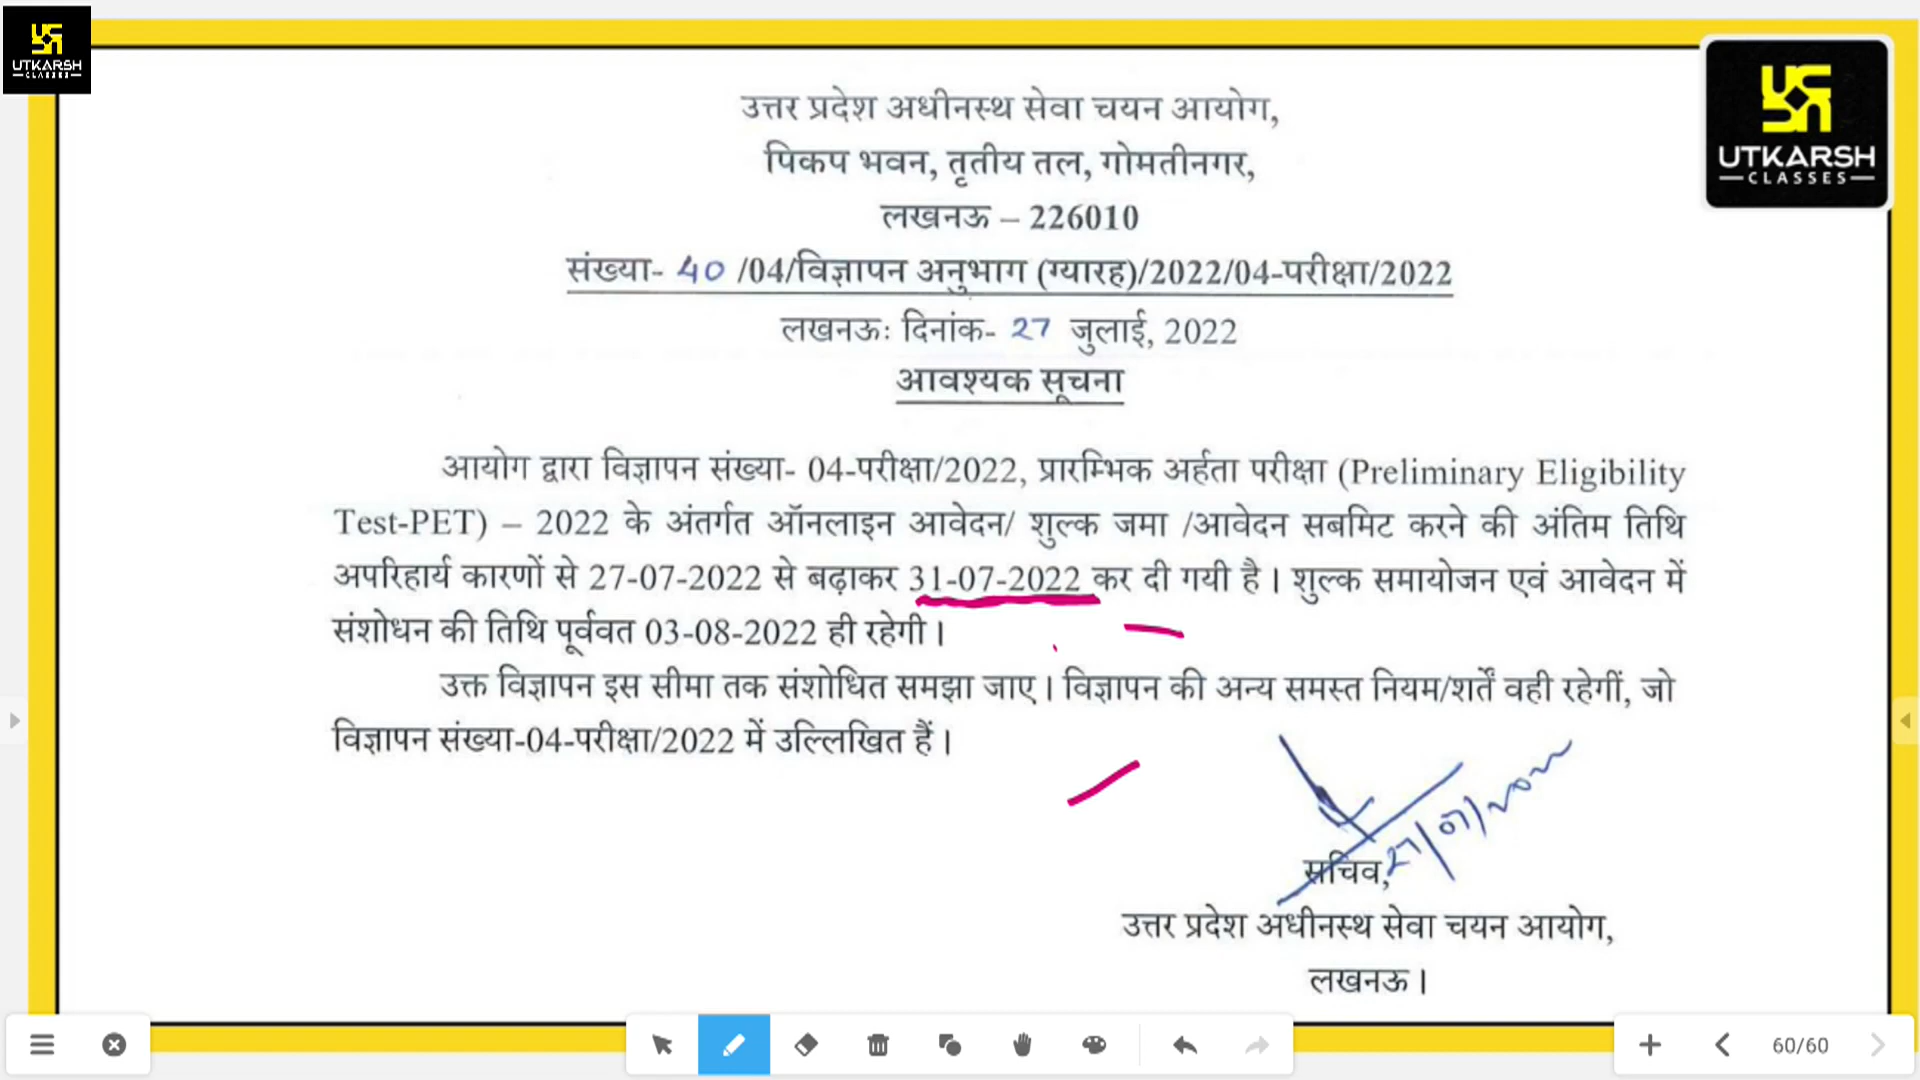 UTKARSH
CLASSES
UTKARSH
CLASSES
उत्तर प्रदेश अधीनस्थ सेवा चयन आयोग,
पिकप भवन, तृतीय तल, गोमतीनगर,
लखनऊ – 226010
संख्या- 40 /04/विज्ञापन अनुभाग (ग्यारह)/2022/04-परीक्षा/2022
लखनऊः दिनांक- 27 जुलाई, 2022
आवश्यक सूचना
आयोग द्वारा विज्ञापन संख्या- 04-परीक्षा/2022, प्रारम्भिक अर्हता परीक्षा (Preliminary Eligibility
Test-PET) – 2022 के अंतर्गत ऑनलाइन आवेदन/ शुल्क जमा /आवेदन सबमिट करने की अंतिम तिथि
अपरिहार्य कारणों से 27-07-2022 से बढ़ाकर 31-07-2022 कर दी गयी है। शुल्क समायोजन एवं आवेदन में
संशोधन की तिथि पूर्ववत 03-08-2022 ही रहेगी।
उक्त विज्ञापन इस सीमा तक संशोधित समझा जाए। विज्ञापन की अन्य समस्त नियम/शर्तें वही रहेगीं, जो
विज्ञापन संख्या-04-परीक्षा/2022 में उल्लिखित हैं।
सचिव,
उत्तर प्रदेश अधीनस्थ सेवा चयन आयोग,
लखनऊ।
60/60